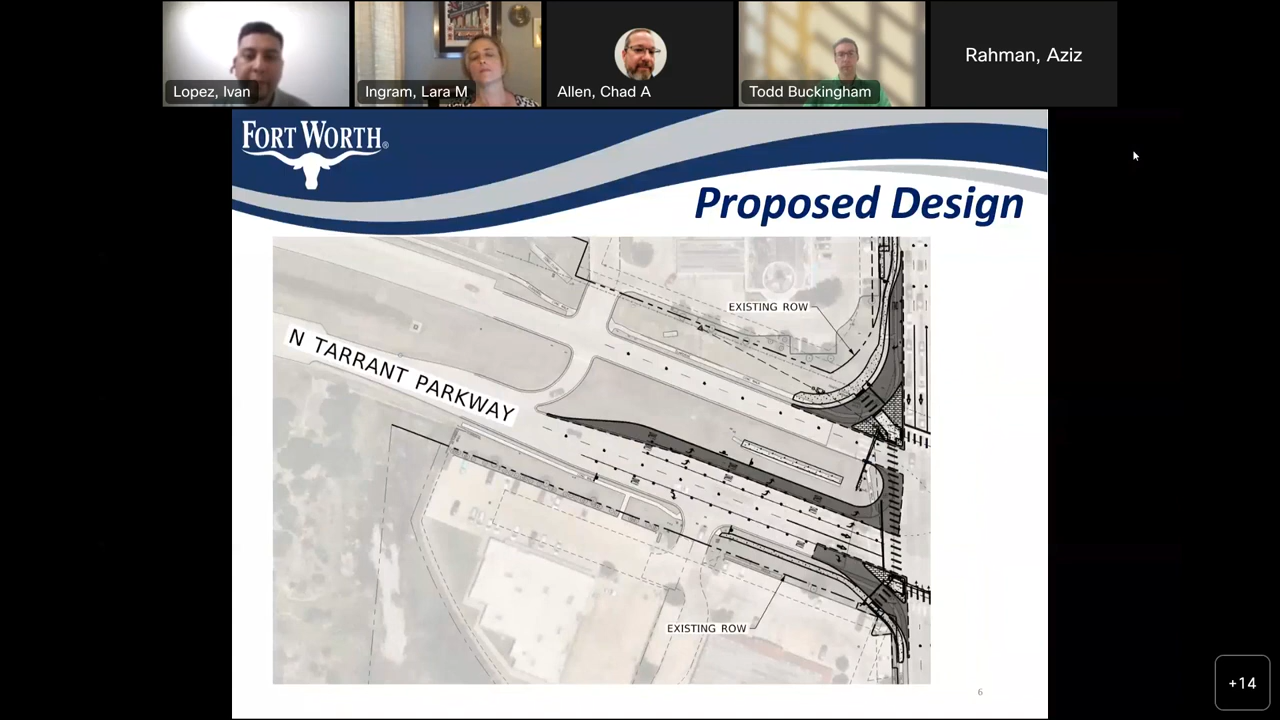 Lopez, Ivan
Ingram, Lara M
Allen, Chad A
Todd Buckingham
Rahman, Aziz
FORT WORTH®
Proposed Design
EXISTING ROW
N TARRANT PARKWAY
EXISTING ROW
6
+14